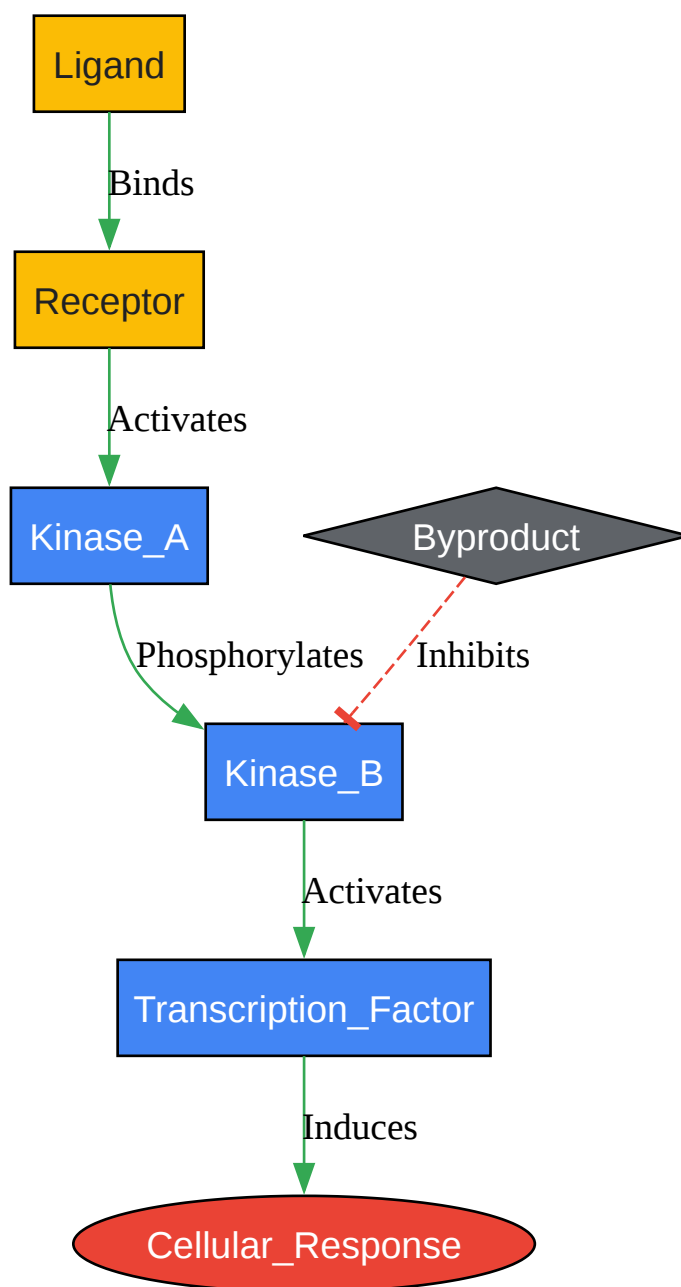 Ligand
Binds
Receptor
Activates
Kinase_A
Byproduct
Phosphorylates
Inhibits
Kinase_B
Activates
Transcription_Factor
Induces
Cellular_Response